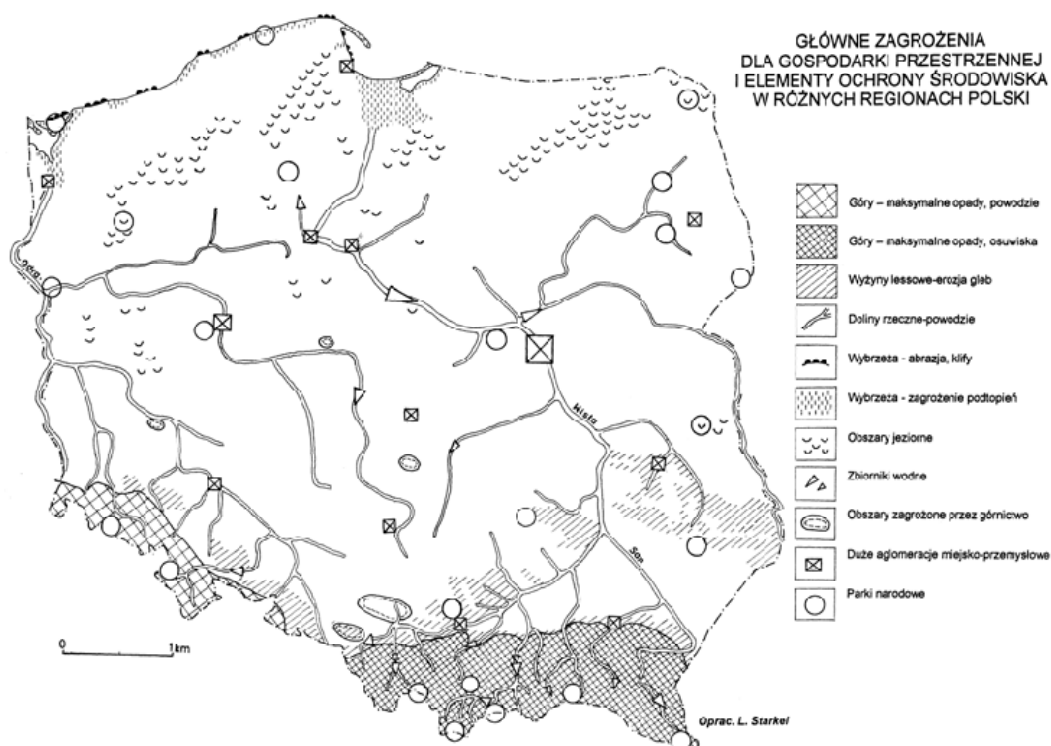 GŁÓWNE ZAGROŻENIA
DLA GOSPODARKI PRZESTRZENNEJ
I ELEMENTY OCHRONY ŚRODOWISKA
W RÓŻNYCH REGIONACH POLSKI
Góry – maksymalne opady, powodzie
Góry – maksymalne opady, osuwiska
Wyżyny lessowe-erozja gleb
Doliny rzeczne-powodzie
Wybrzeża - abrazja, klify
Wybrzeża - zagrożenie podtopień
Obszary jeziorne
Zbiorniki wodne
Obszary zagrożone przez górnictwo
Duże aglomeracje miejsko-przemysłowe
Parki narodowe
Odra
Wisła
San
0 1km
Oprac. L. Starkel